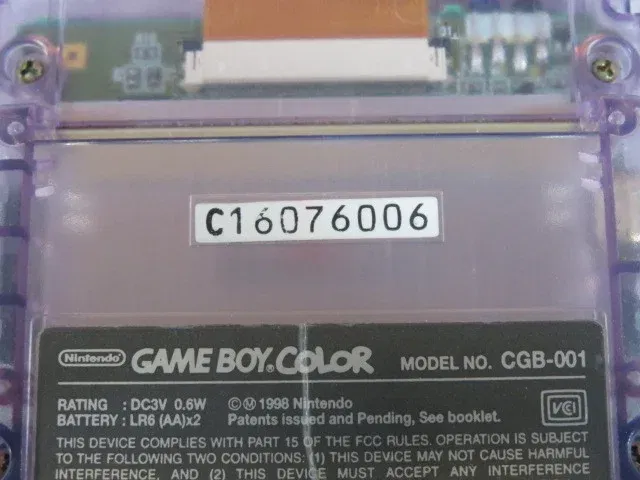 C16076006
Nintendo GAME BOY COLOR MODEL NO. CGB-001
RATING : DC3V 0.6W ©Ⓜ1998 Nintendo
BATTERY : LR6 (AA)x2 Patents issued and Pending, See booklet.
VCI
THIS DEVICE COMPLIES WITH PART 15 OF THE FCC RULES. OPERATION IS SUBJECT
TO THE FOLLOWING TWO CONDITIONS: (1) THIS DEVICE MAY NOT CAUSE HARMFUL
INTERFERENCE, AND (2) THIS DEVICE MUST ACCEPT ANY INTERFERENCE